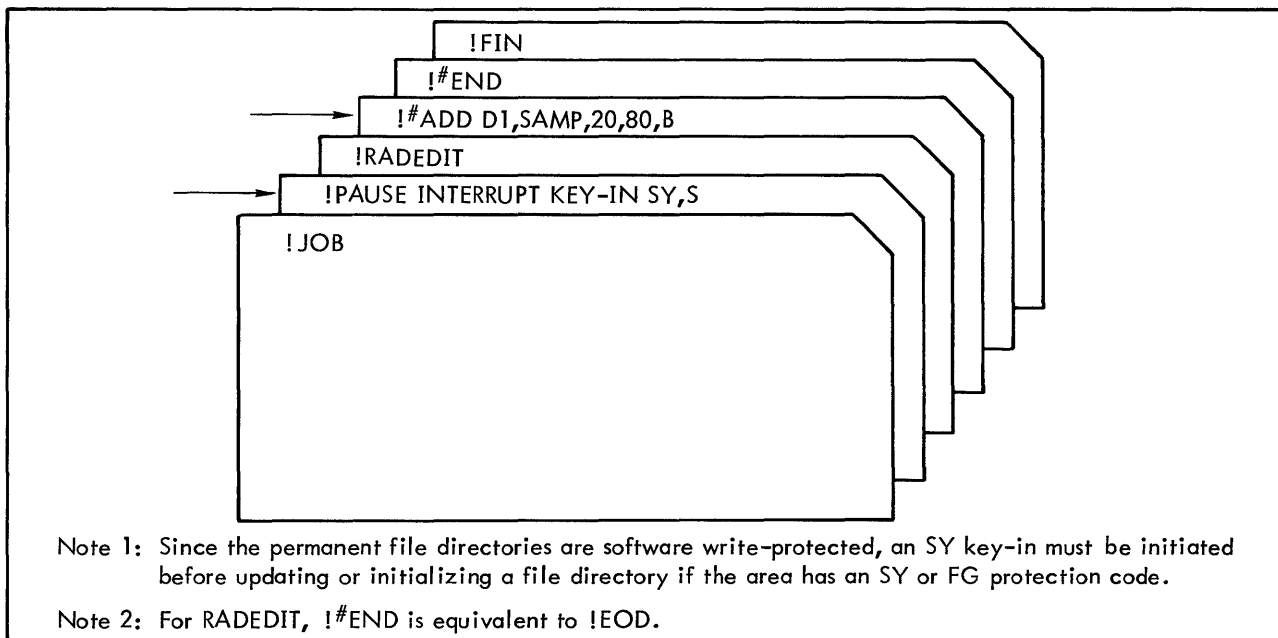 !FIN
!#END
!#ADD D1,SAMP,20,80,B
!RADEDIT
!PAUSE INTERRUPT KEY-IN SY,S
!JOB
Note 1: Since the permanent file directories are software write-protected, an SY key-in must be initiated
before updating or initializing a file directory if the area has an SY or FG protection code.
Note 2: For RADEDIT, !#END is equivalent to !EOD.